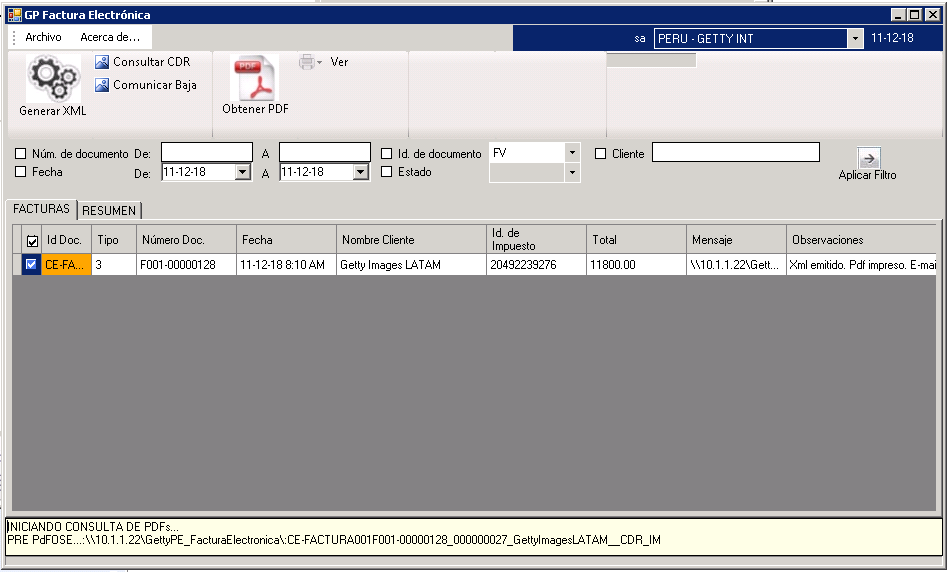 GP Factura Electrónica
Archivo Acerca de... sa PERU - GETTY INT 11-12-18
Consultar CDR
Comunicar Baja
Generar XML
PDF
Obtener PDF
Ver
Núm. de documento De: A Id. de documento FV Cliente
Fecha De: 11-12-18 A 11-12-18 Estado
Aplicar Filtro
FACTURAS RESUMEN
Id Doc. Tipo Número Doc. Fecha Nombre Cliente Id. de Impuesto Total Mensaje Observaciones
CE-FA... 3 F001-00000128 11-12-18 8:10 AM Getty Images LATAM 20492239276 11800.00 \\10.1.1.22\Gett... Xml emitido. Pdf impreso. E-mai
INICIANDO CONSULTA DE PDFs...
PRE PdFOSE...:\\10.1.1.22\GettyPE_FacturaElectronica\:CE-FACTURA001F001-00000128_000000027_GettyImagesLATAM__CDR_IM